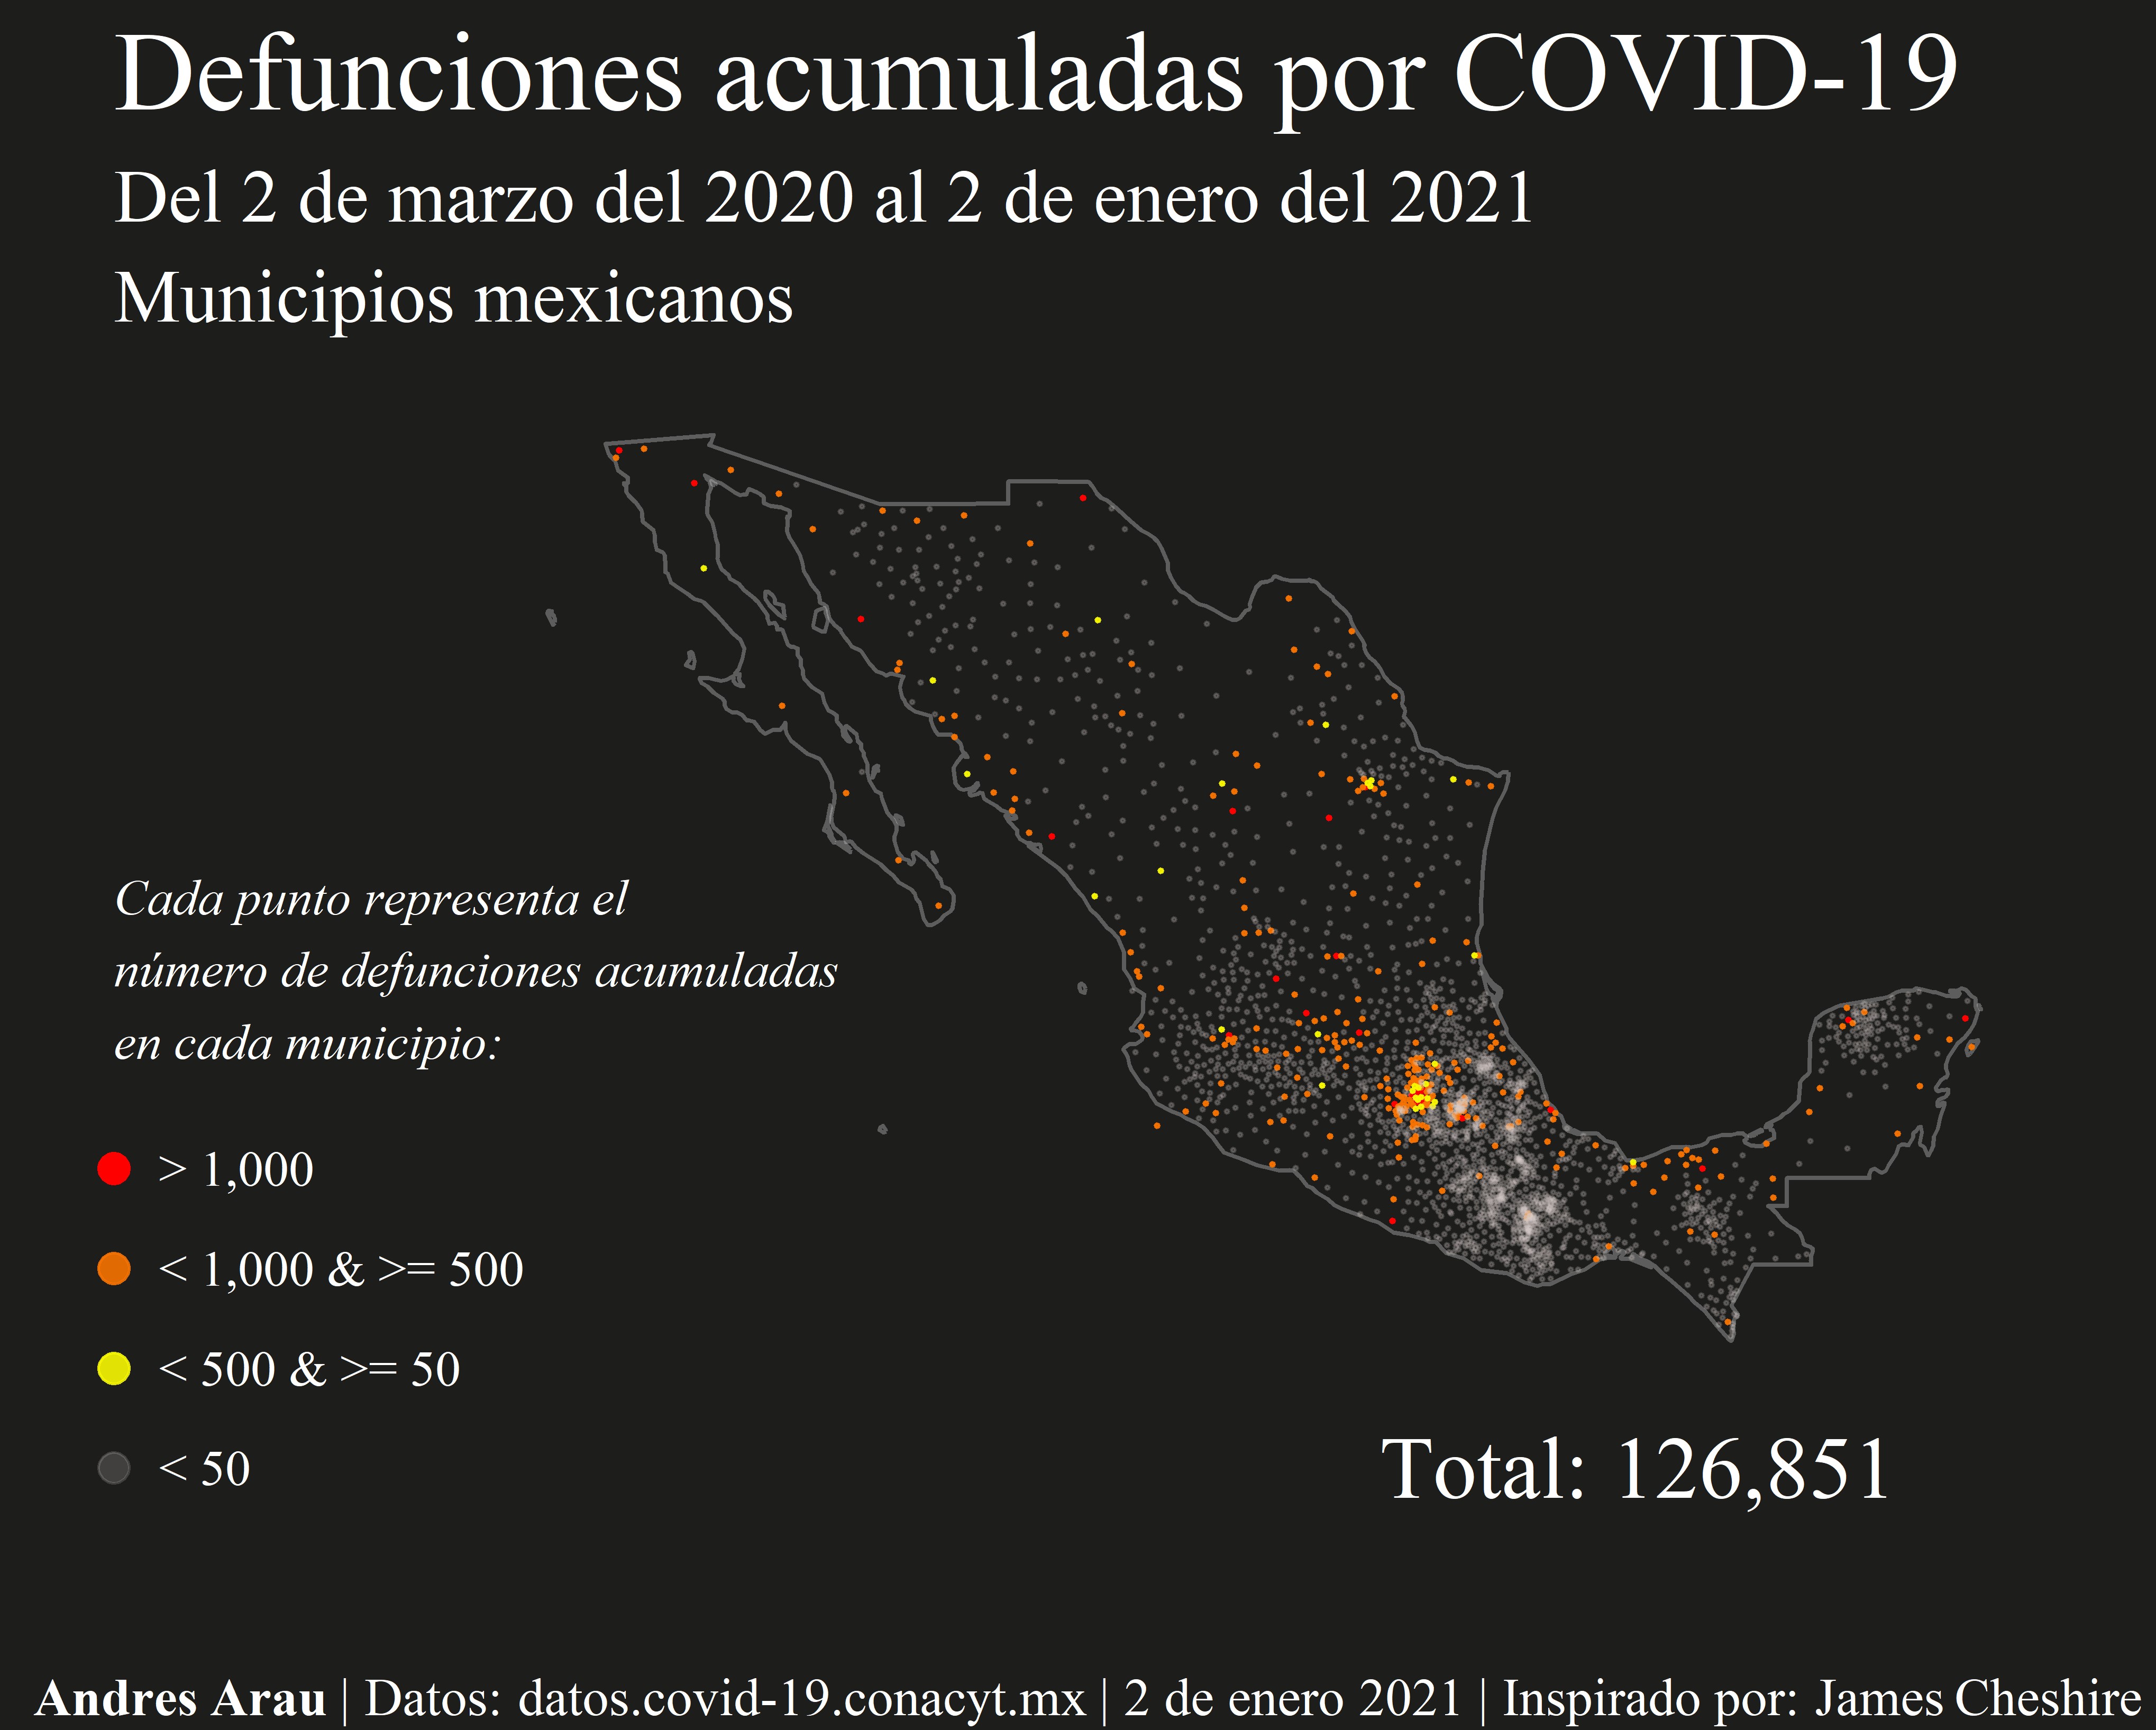 Defunciones acumuladas por COVID-19
Del 2 de marzo del 2020 al 2 de enero del 2021
Municipios mexicanos
Cada punto representa el
número de defunciones acumuladas
en cada municipio:
> 1,000
< 1,000 & >= 500
< 500 & >= 50
< 50
Total: 126,851
Andres Arau | Datos: datos.covid-19.conacyt.mx | 2 de enero 2021 | Inspirado por: James Cheshire